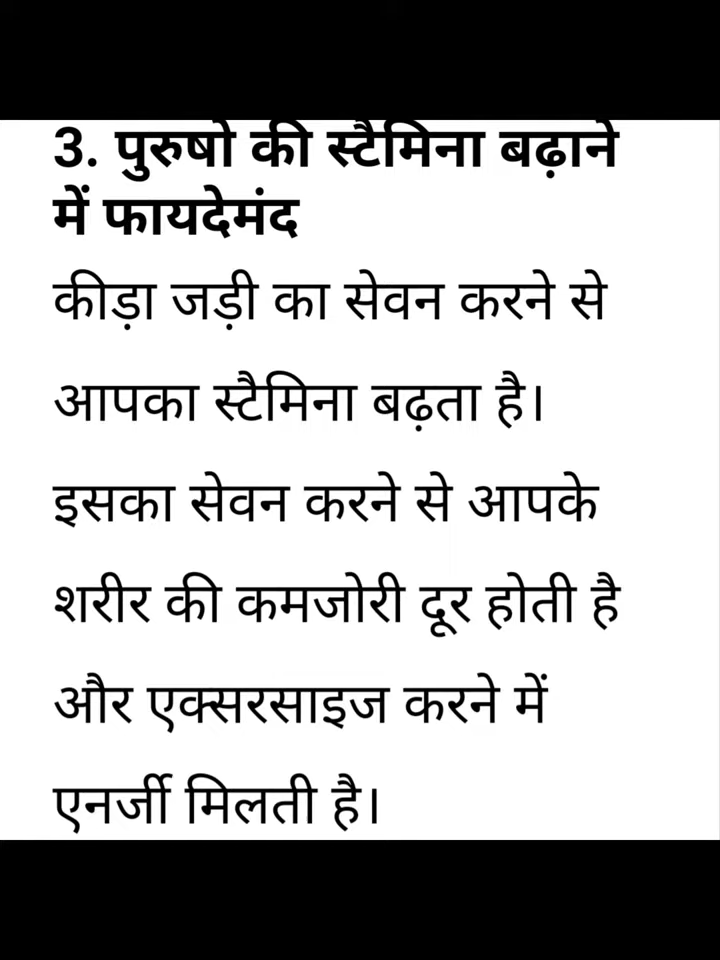 3. पुरुषो की स्टैमिना बढ़ाने
में फायदेमंद
कीड़ा जड़ी का सेवन करने से
आपका स्टैमिना बढ़ता है।
इसका सेवन करने से आपके
शरीर की कमजोरी दूर होती है
और एक्सरसाइज करने में
एनर्जी मिलती है।